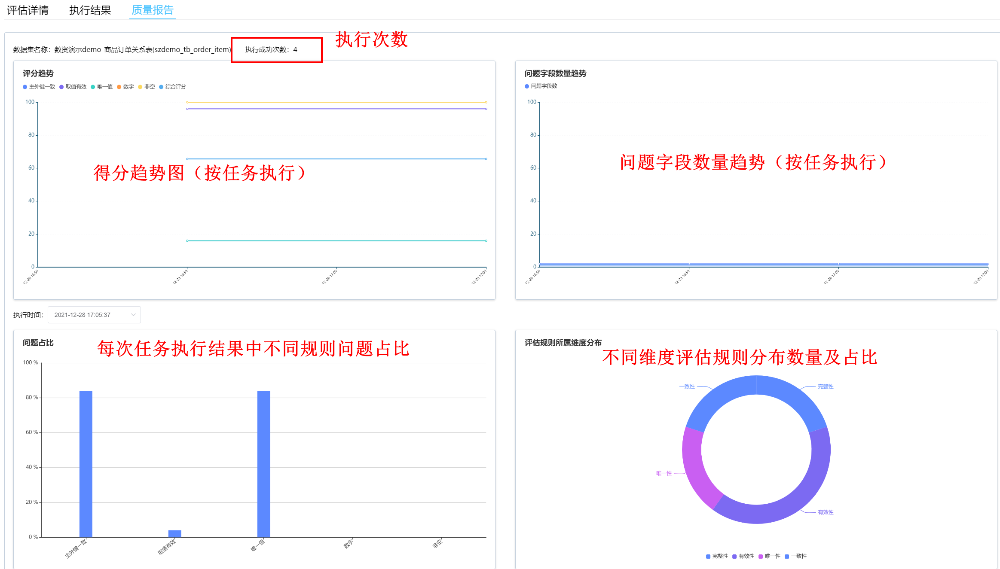 评估详情 执行结果 质量报告
执行次数
数据集名称：数资演示demo-商品订单关系表(szdemo_tb_order_item) 执行成功次数：4
评分趋势
主外键一致 取值有效 唯一值 数字 非空 综合评分
100
80
60
40
20
0
得分趋势图（按任务执行）
12-28 16:58 12-28 16:58 12-28 17:05 12-28 17:05
问题字段数量趋势
问题字段数
100
80
60
40
20
0
问题字段数量趋势（按任务执行）
12-28 16:58 12-28 16:58 12-28 17:05 12-28 17:05
执行时间： 2021-12-28 17:05:37
问题占比
每次任务执行结果中不同规则问题占比
100 %
80 %
60 %
40 %
20 %
0 %
主外键一致 取值有效 唯一值 数字 非空
评估规则所属维度分布
不同维度评估规则分布数量及占比
一致性 完整性
唯一性
有效性
完整性 有效性 唯一性 一致性